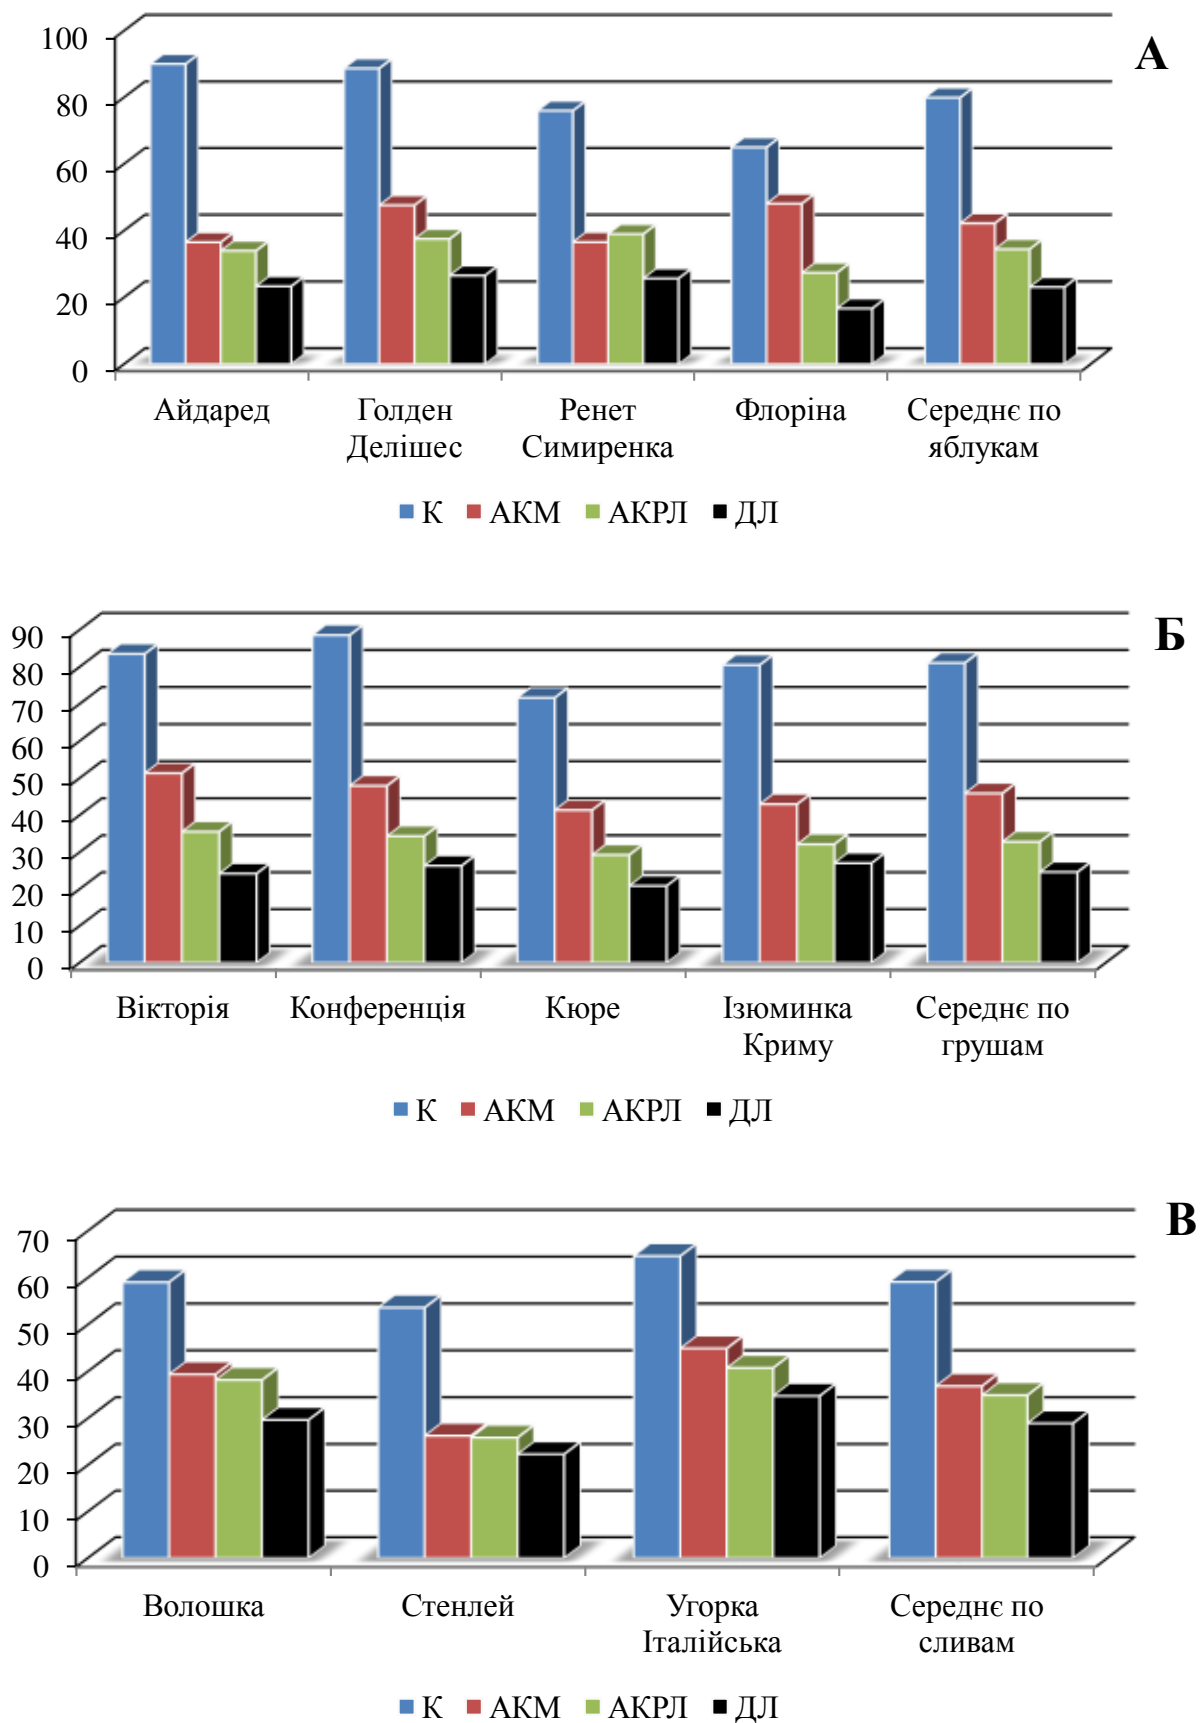 А
100
80
60
40
20
0
Айдаред Голден Ренет Флоріна Середнє по
Делішес Симиренка яблукам
К АКМ АКРЛ ДЛ
Б
90
80
70
60
50
40
30
20
10
0
Вікторія Конференція Кюре Ізюминка Середнє по
Криму грушам
К АКМ АКРЛ ДЛ
В
70
60
50
40
30
20
10
0
Волошка Стенлей Угорка Середнє по
Італійська сливам
К АКМ АКРЛ ДЛ